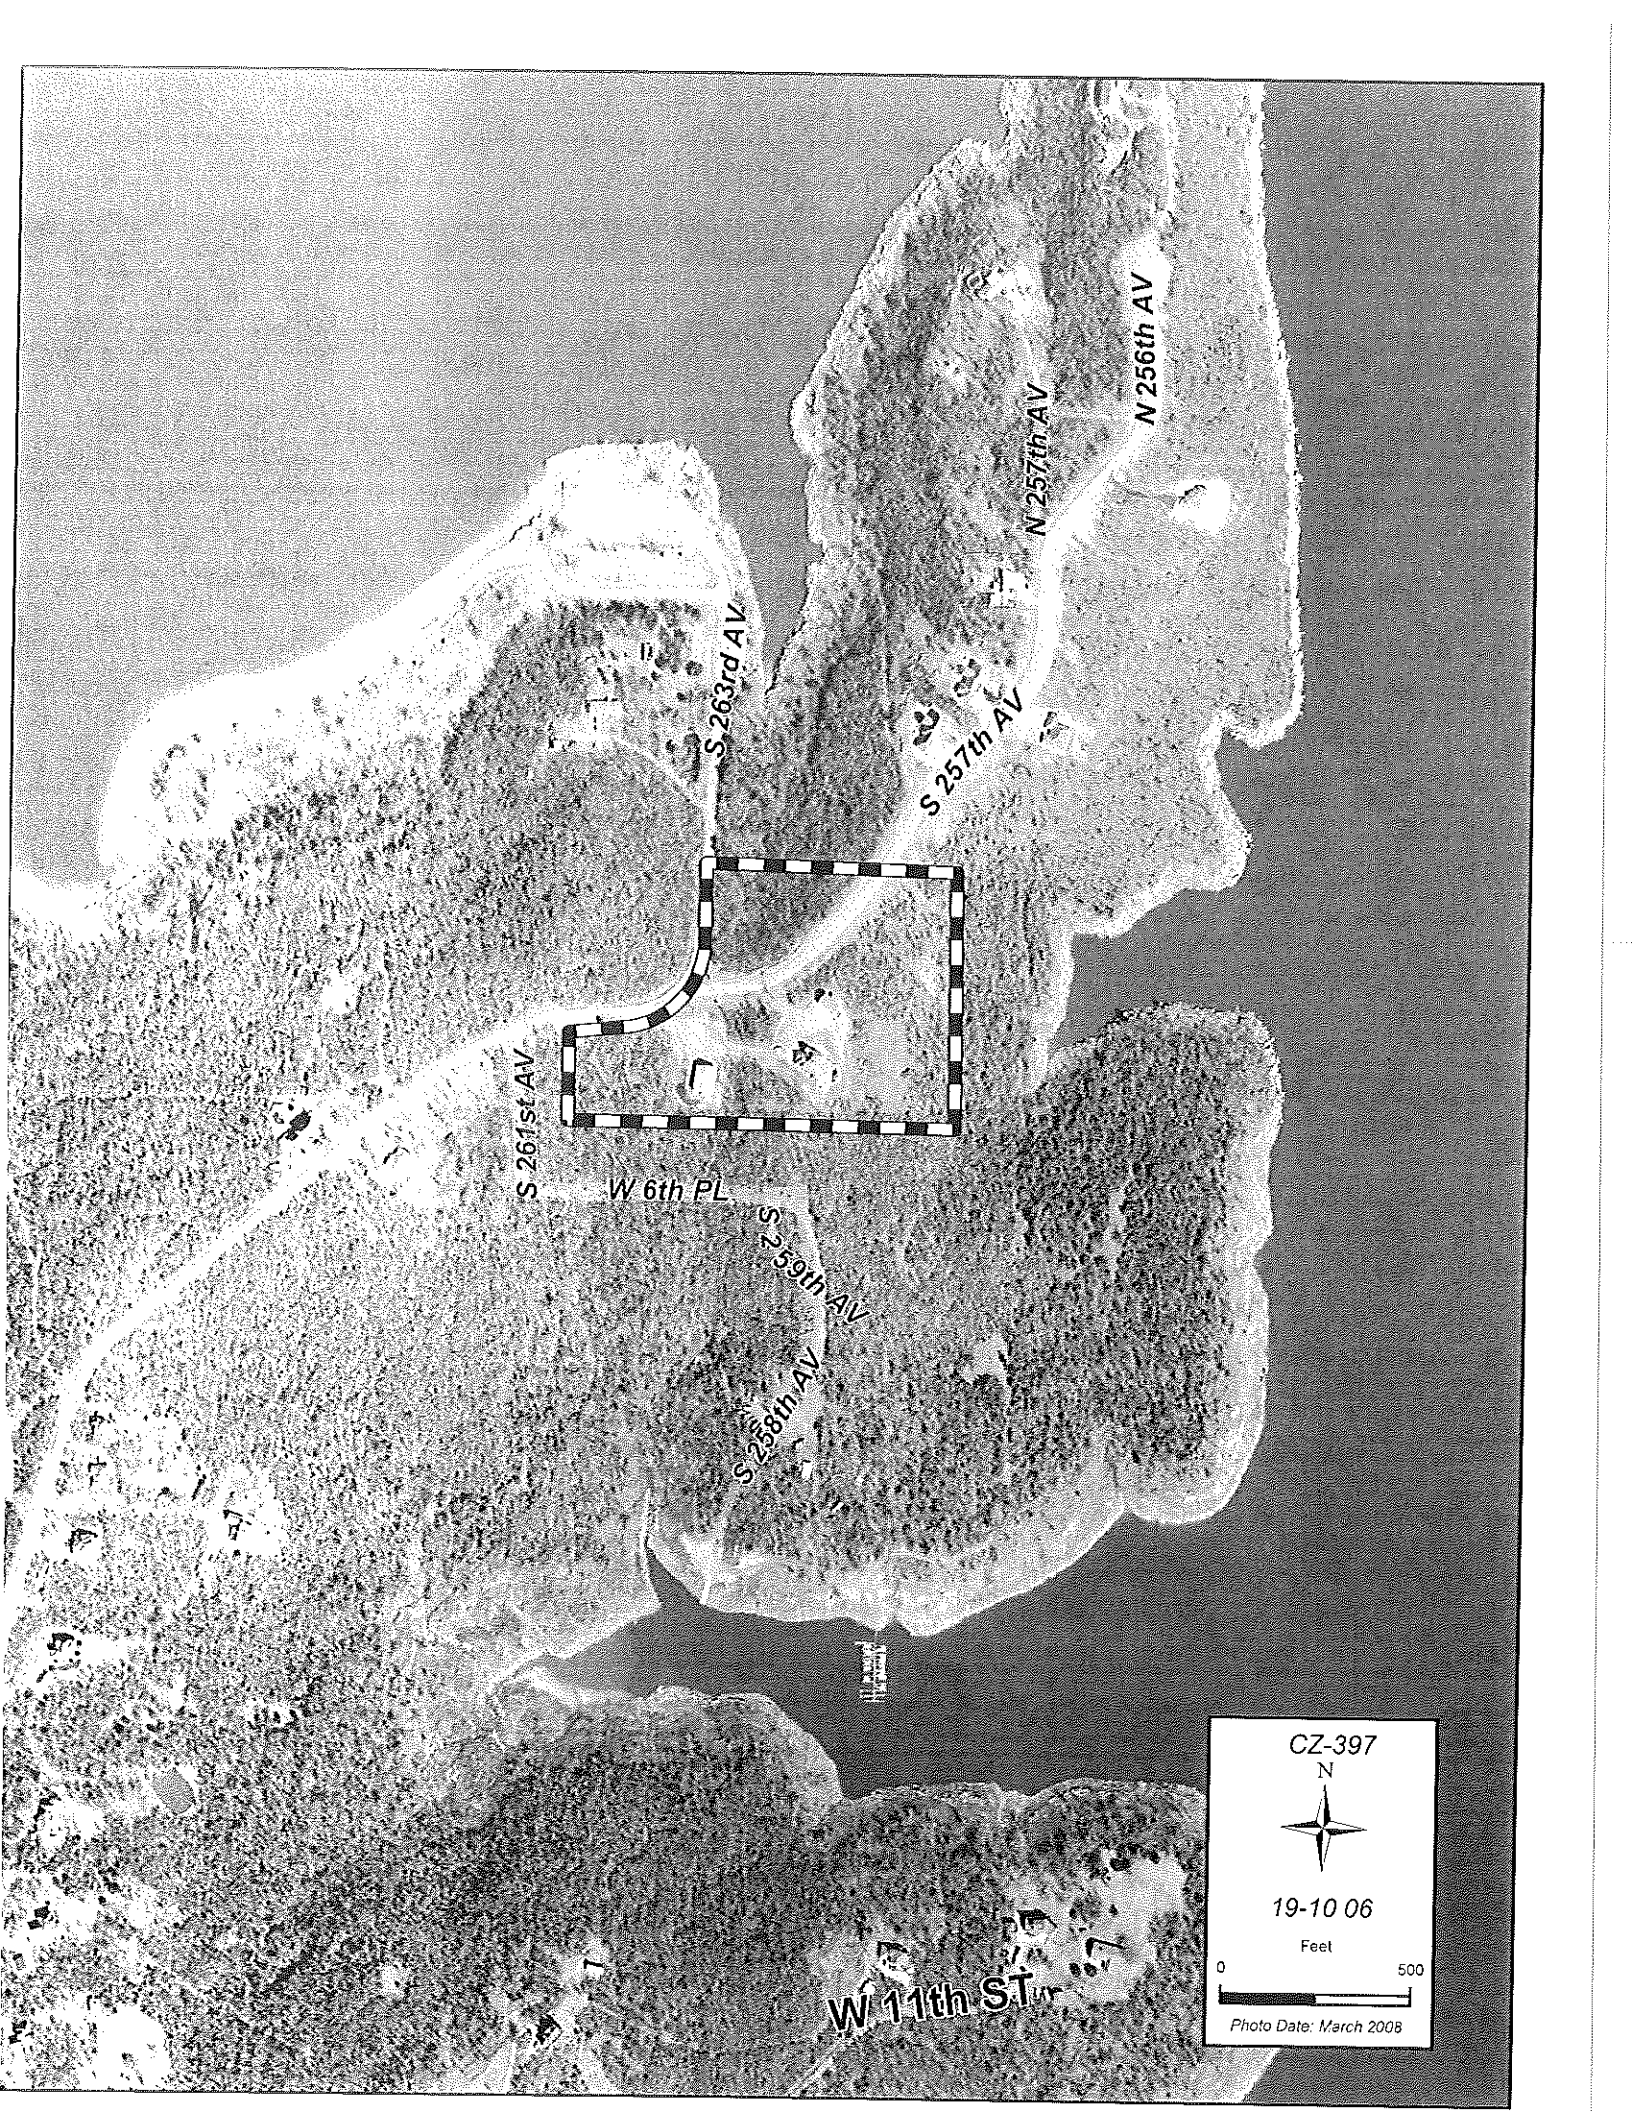 N 256th AV
N 257th AV
S 263rd AV
S 257th AV
S 261st AV
W 6th PL
S 259th AV
S 258th AV
W 11th ST
CZ-397
N
19-10 06
Feet
0 500
Photo Date: March 2008